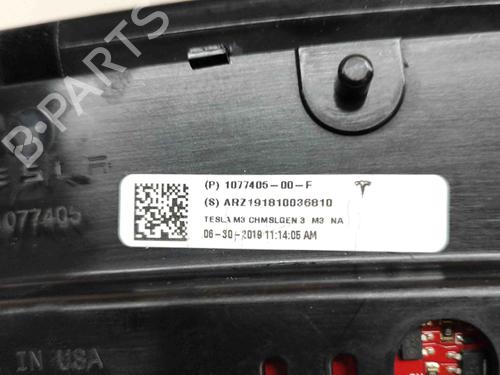 B-PARTS
(P) 1077405-00-F
(S) ARZ191810036810
TESLA M3 CHMSLGEN 3 M3 NA
06-30-2019 11:14:05 AM
1077405
IN USA